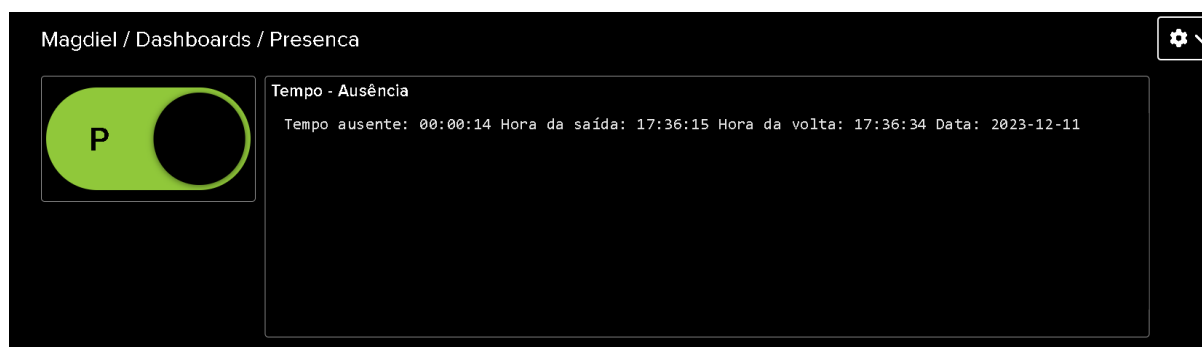 Magdiel / Dashboards / Presenca
P
Tempo - Ausência
Tempo ausente: 00:00:14 Hora da saída: 17:36:15 Hora da volta: 17:36:34 Data: 2023-12-11